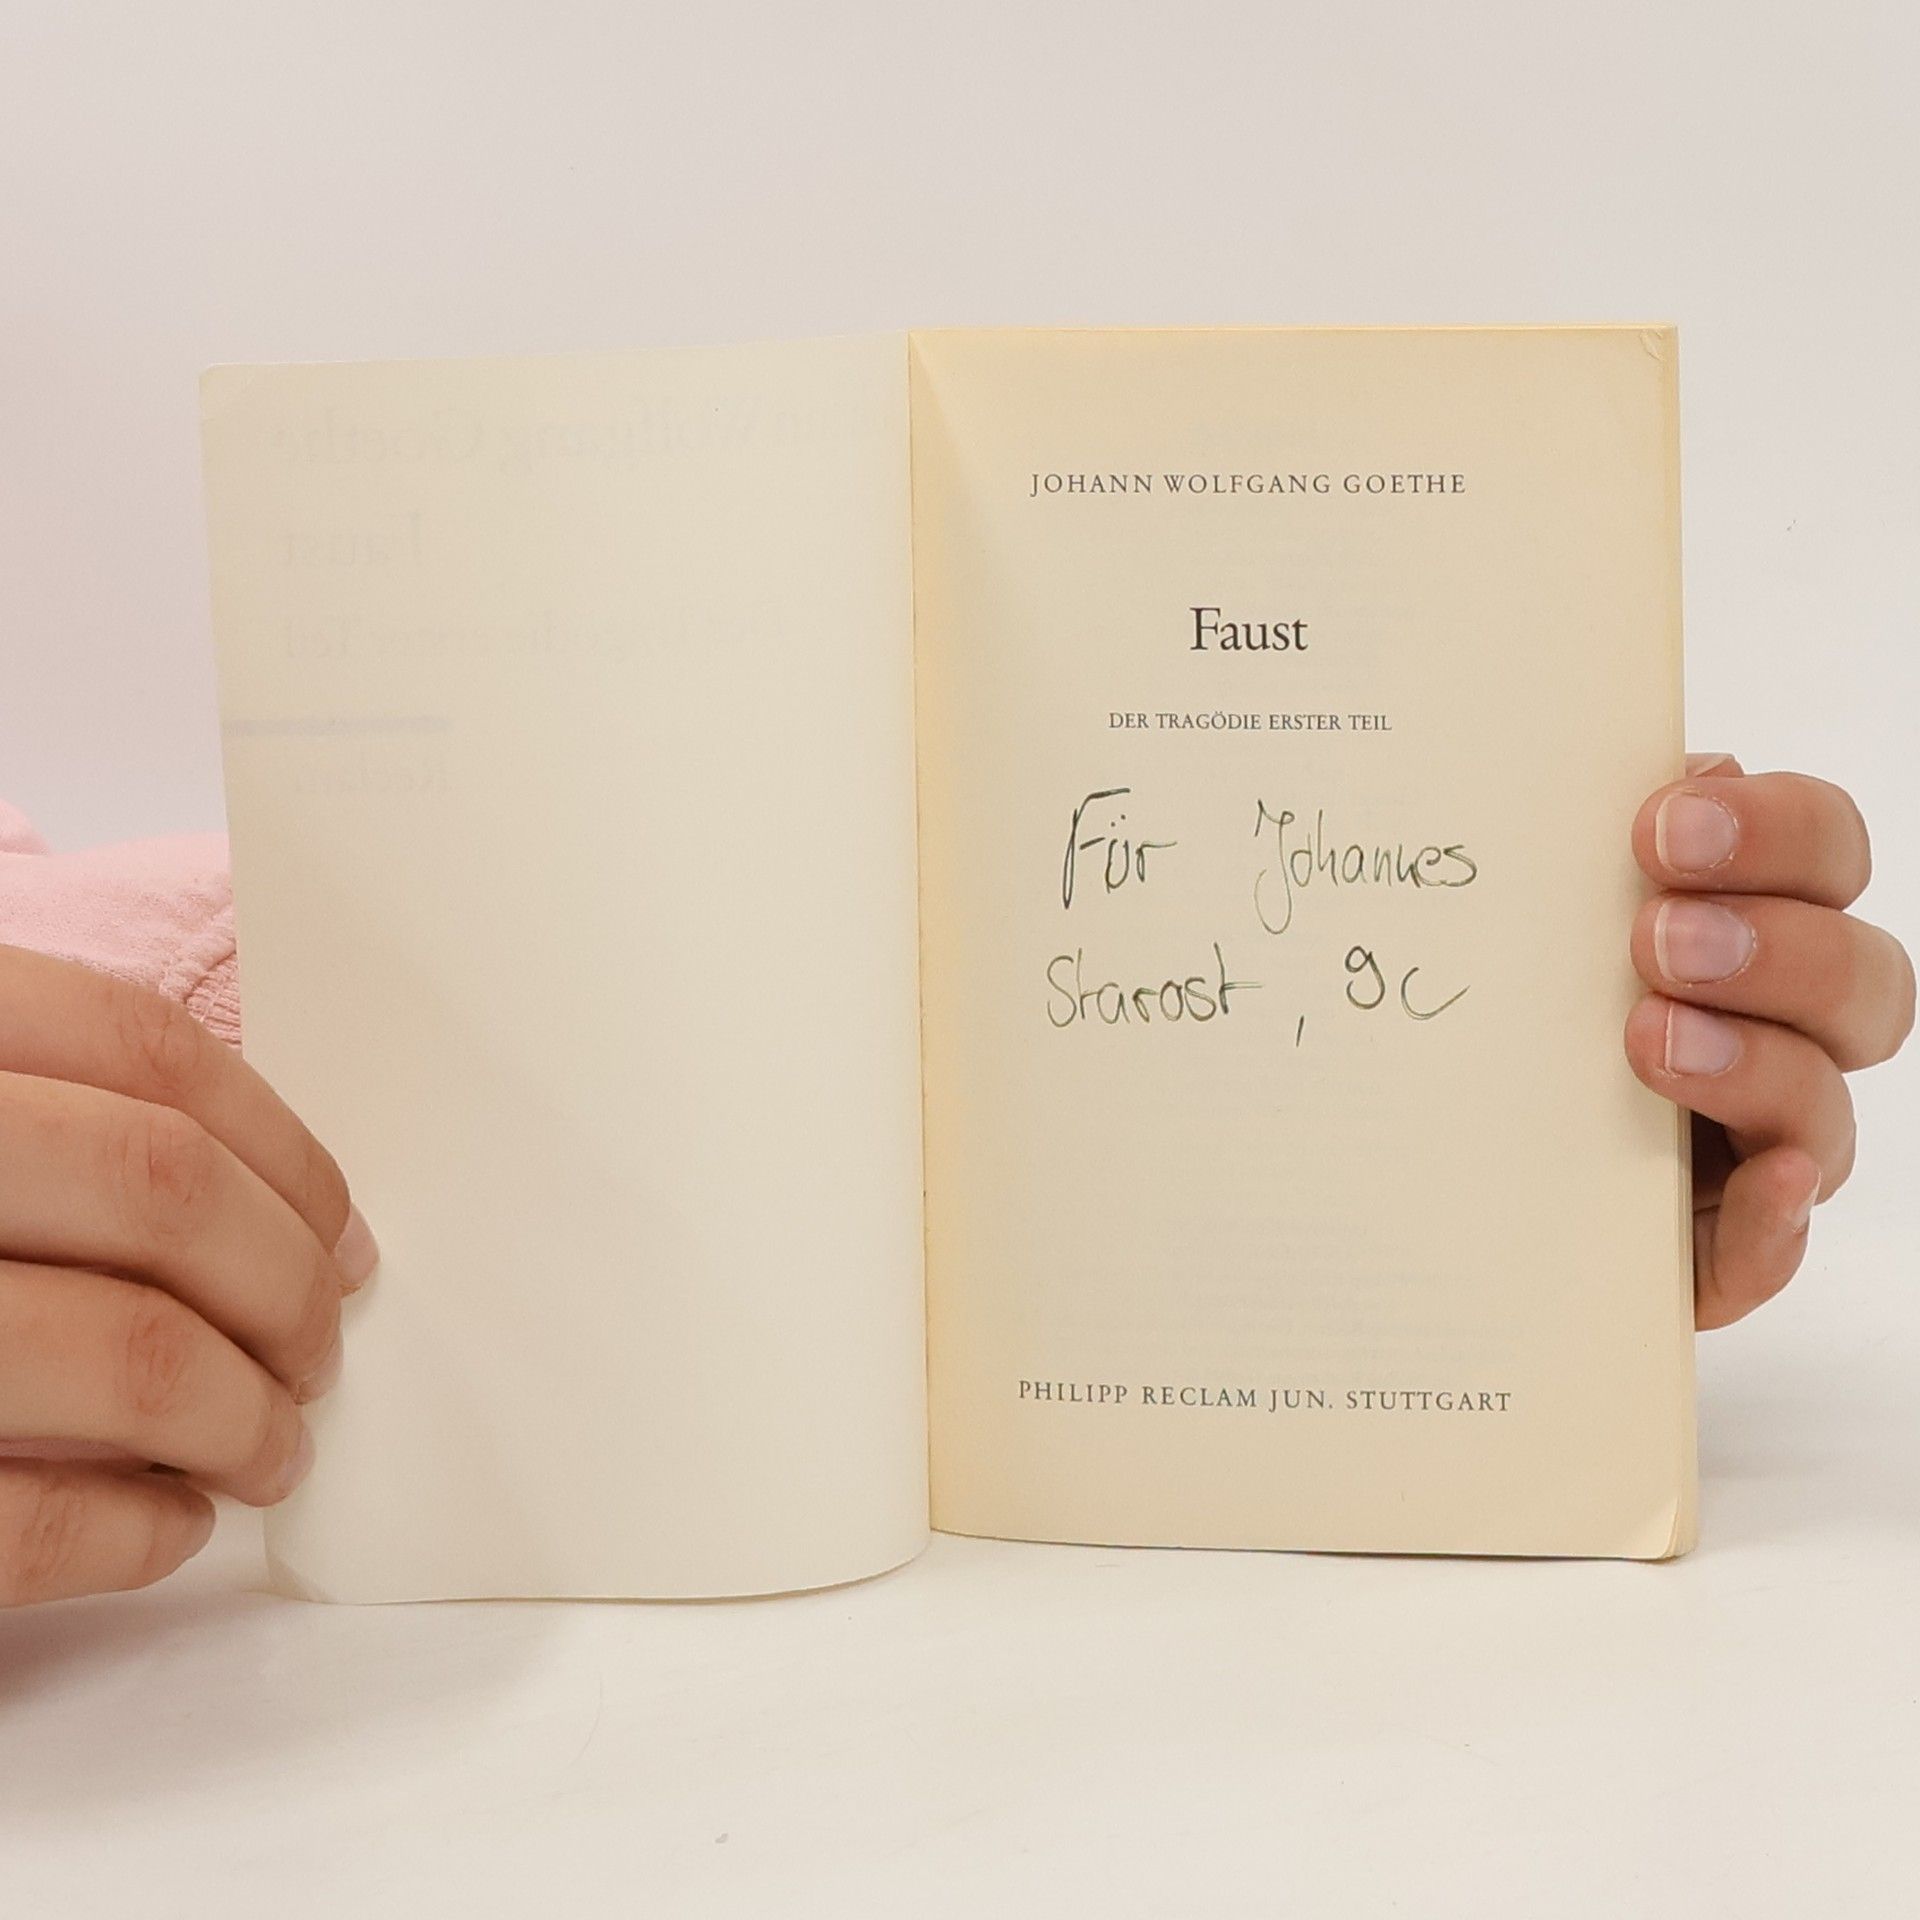 JOHANN WOLFGANG GOETHE
Faust
DER TRAGÖDIE ERSTER TEIL
Für Johannes
Starost, 9c
PHILIPP RECLAM JUN. STUTTGART